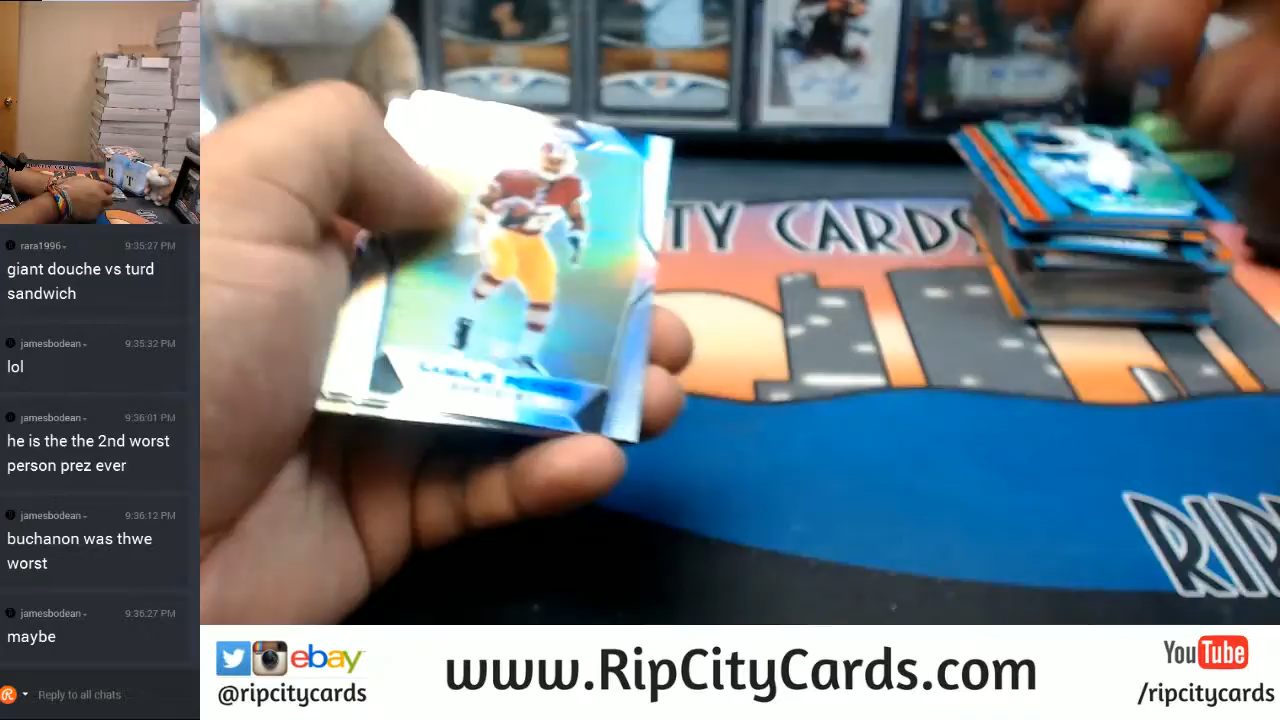 rara1996
9:35:27 PM
giant douche vs turd
sandwich
jamesbodean
9:35:32 PM
lol
jamesbodean
9:36:01 PM
he is the the 2nd worst
person prez ever
jamesbodean
9:36:12 PM
buchanon was thwe
worst
jamesbodean
9:36:27 PM
maybe
Reply to all chats
R T
TY CARDS
RIP
ebay
@ripcitycards
www.RipCityCards.com
YouTube
/ripcitycards